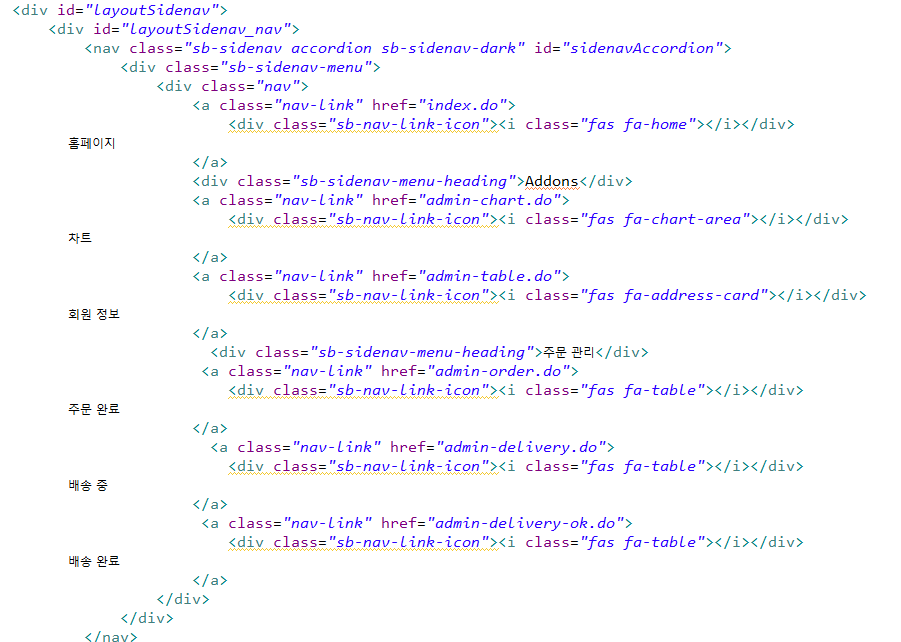 <div id="layoutSidenav">
<div id="layoutSidenav_nav">
<nav class="sb-sidenav accordion sb-sidenav-dark" id="sidenavAccordion">
<div class="sb-sidenav-menu">
<div class="nav">
<a class="nav-link" href="index.do">
<div class="sb-nav-link-icon"><i class="fas fa-home"></i></div>
홈페이지
</a>
<div class="sb-sidenav-menu-heading">Addons</div>
<a class="nav-link" href="admin-chart.do">
<div class="sb-nav-link-icon"><i class="fas fa-chart-area"></i></div>
차트
</a>
<a class="nav-link" href="admin-table.do">
<div class="sb-nav-link-icon"><i class="fas fa-address-card"></i></div>
회원 정보
</a>
<div class="sb-sidenav-menu-heading">주문 관리</div>
<a class="nav-link" href="admin-order.do">
<div class="sb-nav-link-icon"><i class="fas fa-table"></i></div>
주문 완료
</a>
<a class="nav-link" href="admin-delivery.do">
<div class="sb-nav-link-icon"><i class="fas fa-table"></i></div>
배송 중
</a>
<a class="nav-link" href="admin-delivery-ok.do">
<div class="sb-nav-link-icon"><i class="fas fa-table"></i></div>
배송 완료
</a>
</div>
</div>
</nav>